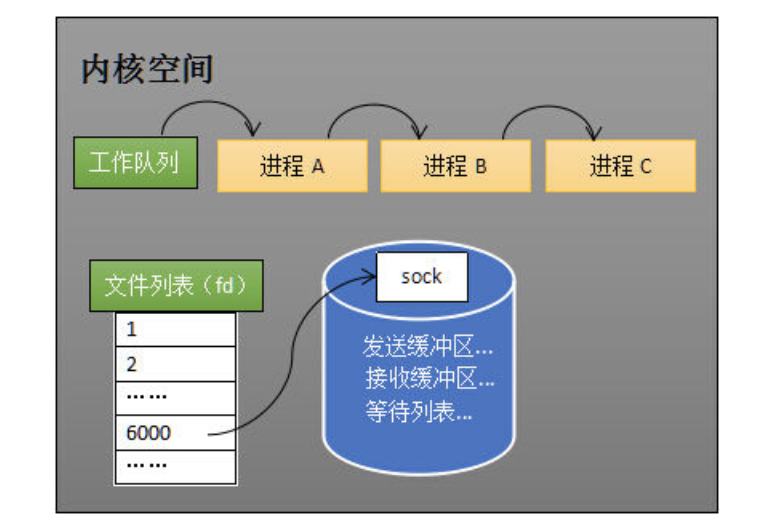 内核空间
工作队列
进程 A
进程 B
进程 C
文件列表（fd）
1
2
……
6000
……
sock
发送缓冲区...
接收缓冲区...
等待列表...